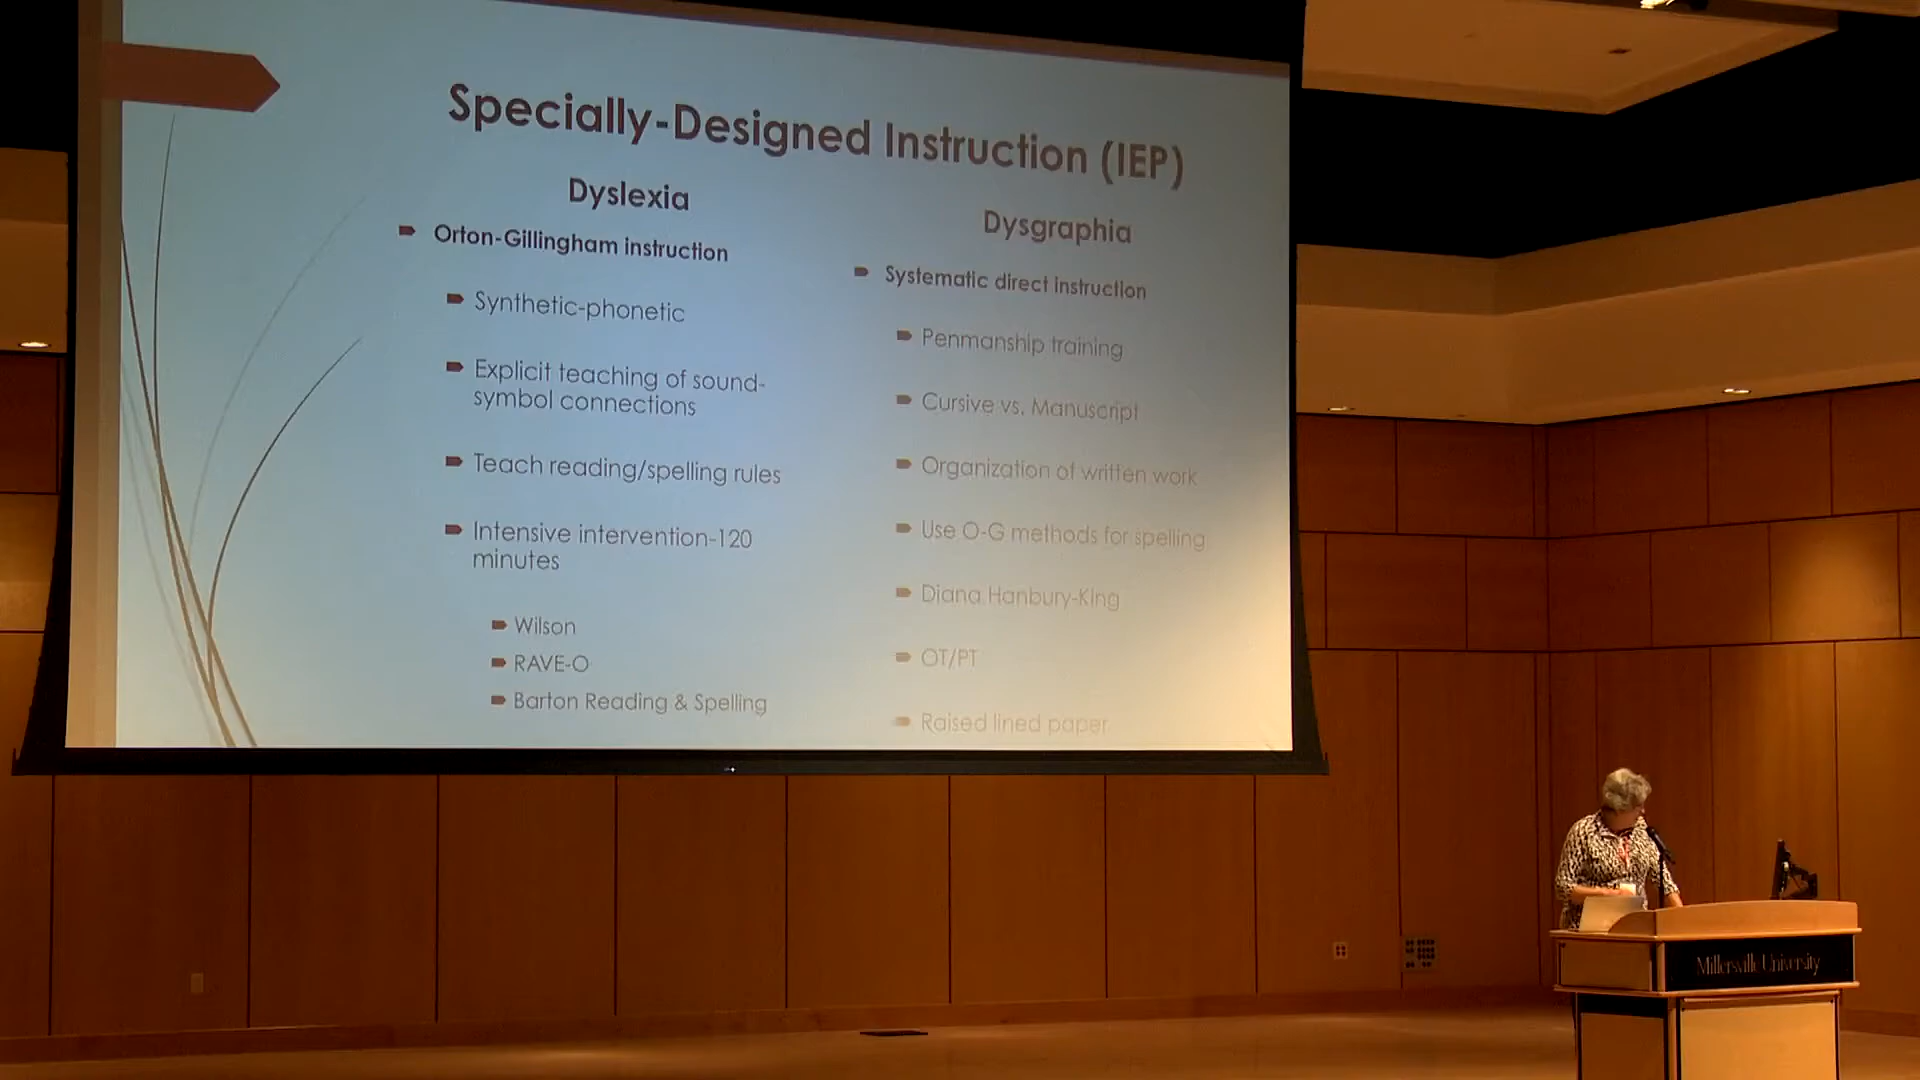 Specially-Designed Instruction (IEP)
Dyslexia
Orton-Gillingham instruction
Synthetic-phonetic
Explicit teaching of sound-
symbol connections
Teach reading/spelling rules
Intensive intervention-120
minutes
Wilson
RAVE-O
Barton Reading & Spelling
Dysgraphia
Systematic direct instruction
Penmanship training
Cursive vs. Manuscript
Organization of written work
Use O-G methods for spelling
Diana Hanbury-King
OT/PT
Raised lined paper
Millersville University